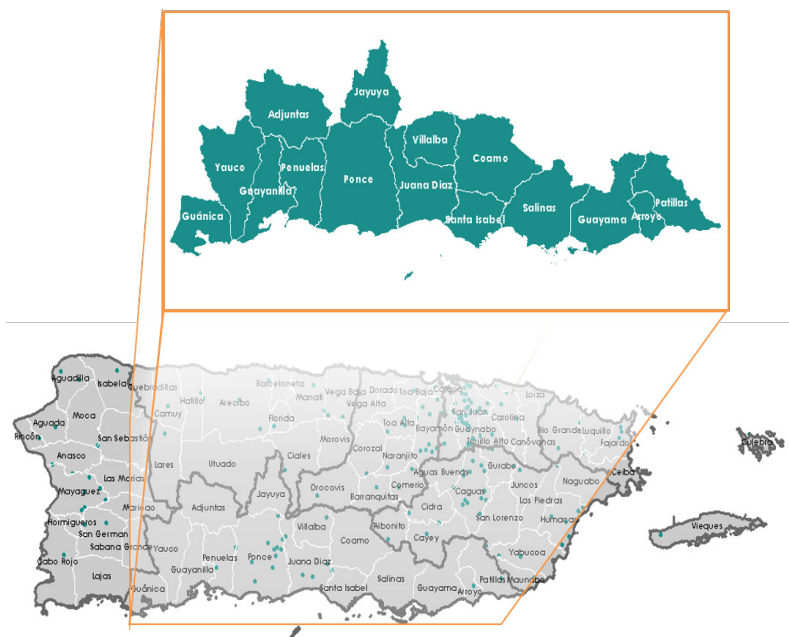 Jayuya
Adjuntas
Villalba
Coamo
Yauco
Penuelas
Ponce
Juana Diaz
Guayanilla
Patillas
Salinas
Guánica
Santa Isabel
Guayama
Arroyo
Aguadilla
Isabela
Quebradillas
Camuy
Hatillo
Arecibo
Barceloneta
Manati
Vega Baja
Vega Alta
Dorado
Toa Baja
Loiza
Moca
Florida
San Juan
Carolina
Aguada
Rincón
San Sebastián
Toa Alta
Bayamón
Guaynabo
Trujillo Alto
Canóvanas
Rio Grande
Luquillo
Fajardo
Culebra
Morovis
Corozal
Naranjito
Anasco
Lares
Utuado
Ciales
Aguas Buenas
Gurabo
Ceiba
Las Marias
Mayaguez
Jayuya
Orocovis
Barranquitas
Comerio
Caguas
Juncos
Naguabo
Las Piedras
Maricao
Adjuntas
Cidra
San Lorenzo
Humacao
Hormigueros
San German
Villalba
Aibonito
Cayey
Vieques
Sabana Grande
Yauco
Penuelas
Ponce
Coamo
Yabucoa
Cabo Rojo
Guayanilla
Juana Diaz
Lajas
Guánica
Santa Isabel
Salinas
Guayama
Arroyo
Patillas
Maunabo